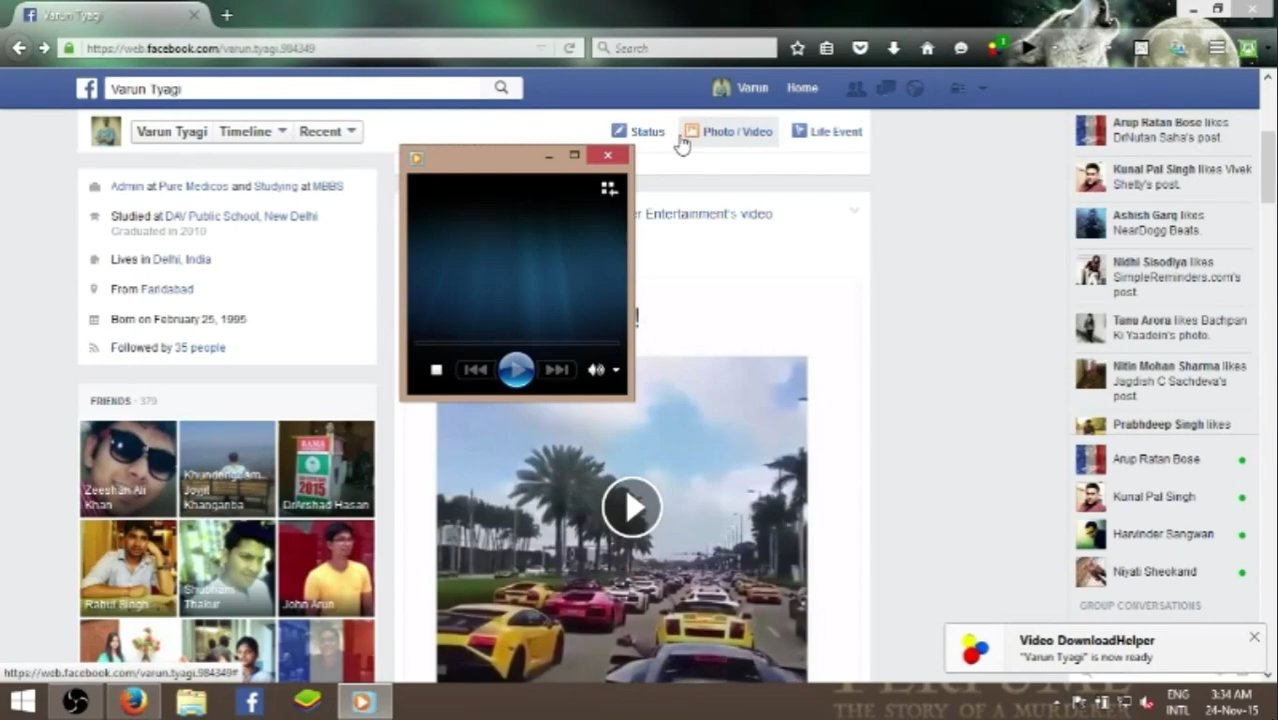 Varun Tyagi
https://web.facebook.com/varun.tyagi.984349
Search
1
Varun Tyagi
Varun
Home
Varun Tyagi
Timeline
Recent
Status
Photo / Video
Life Event
Admin at Pure Medicos and Studying at MBBS
Studied at DAV Public School, New Delhi
Graduated in 2010
Lives in Delhi, India
From Faridabad
Born on February 25, 1995
Followed by 35 people
FRIENDS · 379
Zeeshan Ali
Khan
Joyjit
Khanganba
DrArshad Hasan
Rahul Singh
Shubham
Thakur
John Arun
RAMA
2015
r Entertainment's video
!
Arup Ratan Bose likes
DrNutan Saha's post.
Kunal Pal Singh likes Vivek
Shetty's post.
Ashish Garg likes
NearDogg Beats.
Nidhi Sisodiya likes
SimpleReminders.com's
post.
Tanu Arora likes Bachpan
Ki Yaadein's photo.
Nitin Mohan Sharma likes
Jagdish C Sachdeva's
post.
Prabhdeep Singh likes
Arup Ratan Bose
Kunal Pal Singh
Harvinder Sangwan
Niyati Sheokand
GROUP CONVERSATIONS
Video DownloadHelper
"Varun Tyagi" is now ready
https://web.facebook.com/varun.tyagi.984349#
PERFUME
THE STORY OF A MURDERER
ENG
INTL
3:34 AM
24-Nov-15